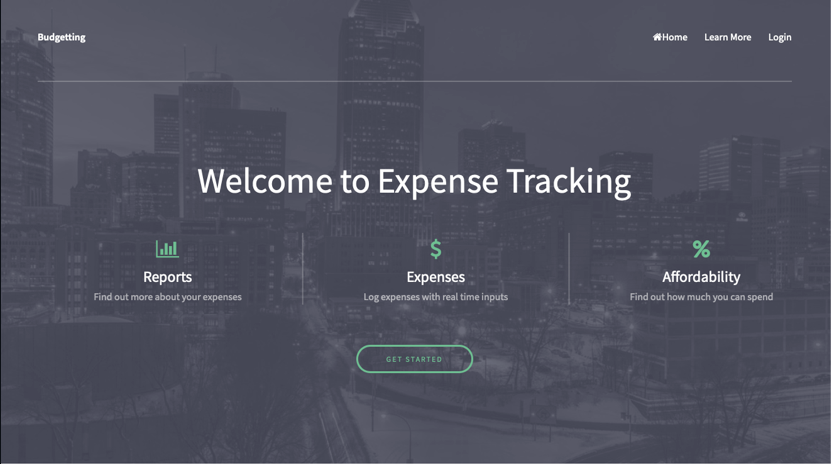 Budgetting
Home Learn More Login
Welcome to Expense Tracking
$ %
Reports Expenses Affordability
Find out more about your expenses Log expenses with real time inputs Find out how much you can spend
GET STARTED